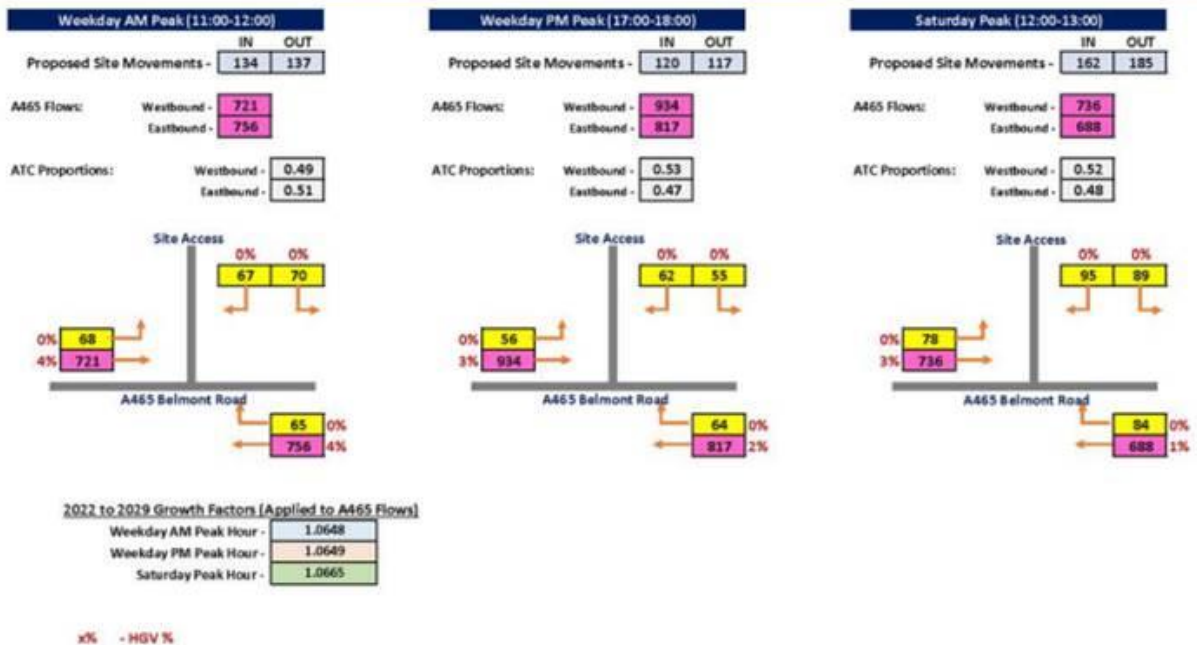 Weekday AM Peak (11:00-12:00)
IN OUT
Proposed Site Movements - 134 137
A465 Flows: Westbound - 721
Eastbound - 756
ATC Proportions: Westbound - 0.49
Eastbound - 0.51
Site Access
0% 0%
67 70
0% 68
4% 721
A465 Belmont Road
65 0%
756 4%
Weekday PM Peak (17:00-18:00)
IN OUT
Proposed Site Movements - 120 117
A465 Flows: Westbound - 934
Eastbound - 817
ATC Proportions: Westbound - 0.53
Eastbound - 0.47
Site Access
0% 0%
62 55
0% 56
3% 934
A465 Belmont Road
64 0%
817 2%
Saturday Peak (12:00-13:00)
IN OUT
Proposed Site Movements - 162 185
A465 Flows: Westbound - 736
Eastbound - 688
ATC Proportions: Westbound - 0.52
Eastbound - 0.48
Site Access
0% 0%
95 89
0% 78
3% 736
A465 Belmont Road
84 0%
688 1%
2022 to 2029 Growth Factors (Applied to A465 Flows)
Weekday AM Peak Hour - 1.0648
Weekday PM Peak Hour - 1.0649
Saturday Peak Hour - 1.0665
x% - HGV %